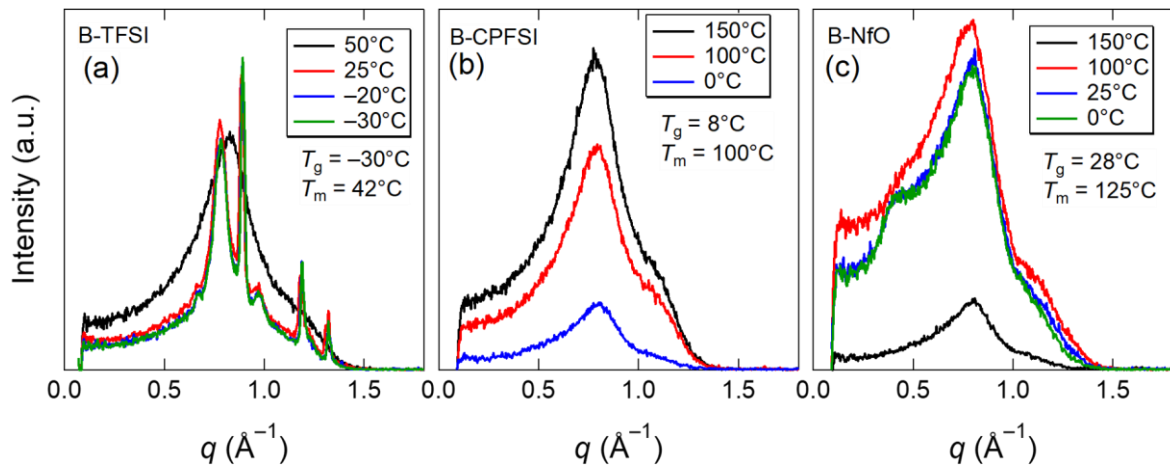 B-TFSI
(a)
50°C
25°C
–20°C
–30°C
Tg = –30°C
Tm = 42°C
B-CPFSI
(b)
150°C
100°C
0°C
Tg = 8°C
Tm = 100°C
B-NfO
(c)
150°C
100°C
25°C
0°C
Tg = 28°C
Tm = 125°C
Intensity (a.u.)
0.0 0.5 1.0 1.5 0.0 0.5 1.0 1.5 0.0 0.5 1.0 1.5
q (Å⁻¹) q (Å⁻¹) q (Å⁻¹)